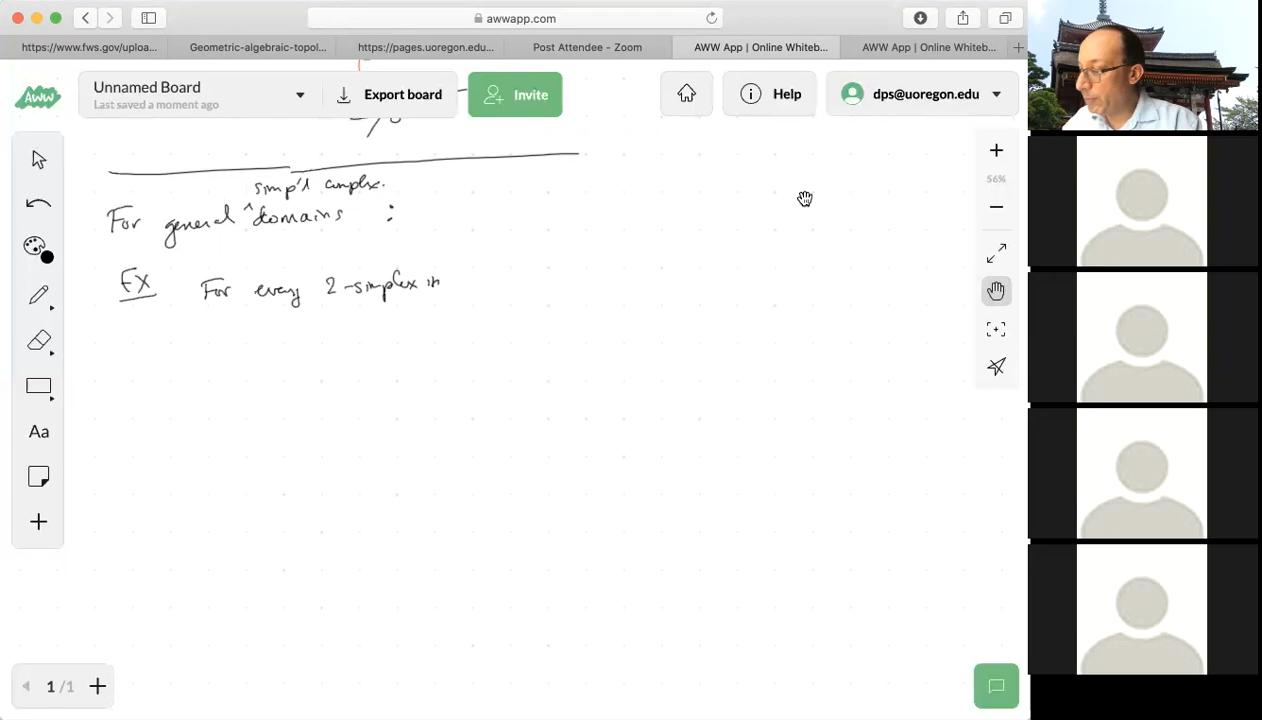 awwapp.com
https://www.fws.gov/uploa...
Geometric-algebraic-topol...
https://pages.uoregon.edu...
Post Attendee - Zoom
AWW App | Online Whiteb...
AWW App | Online Whiteb...
AWW
Unnamed Board
Last saved a moment ago
Export board
Invite
Help
dps@uoregon.edu
56%
simp'l complex.
For general ^ domains :
Ex For every 2-simplex in
Aa
1 /1